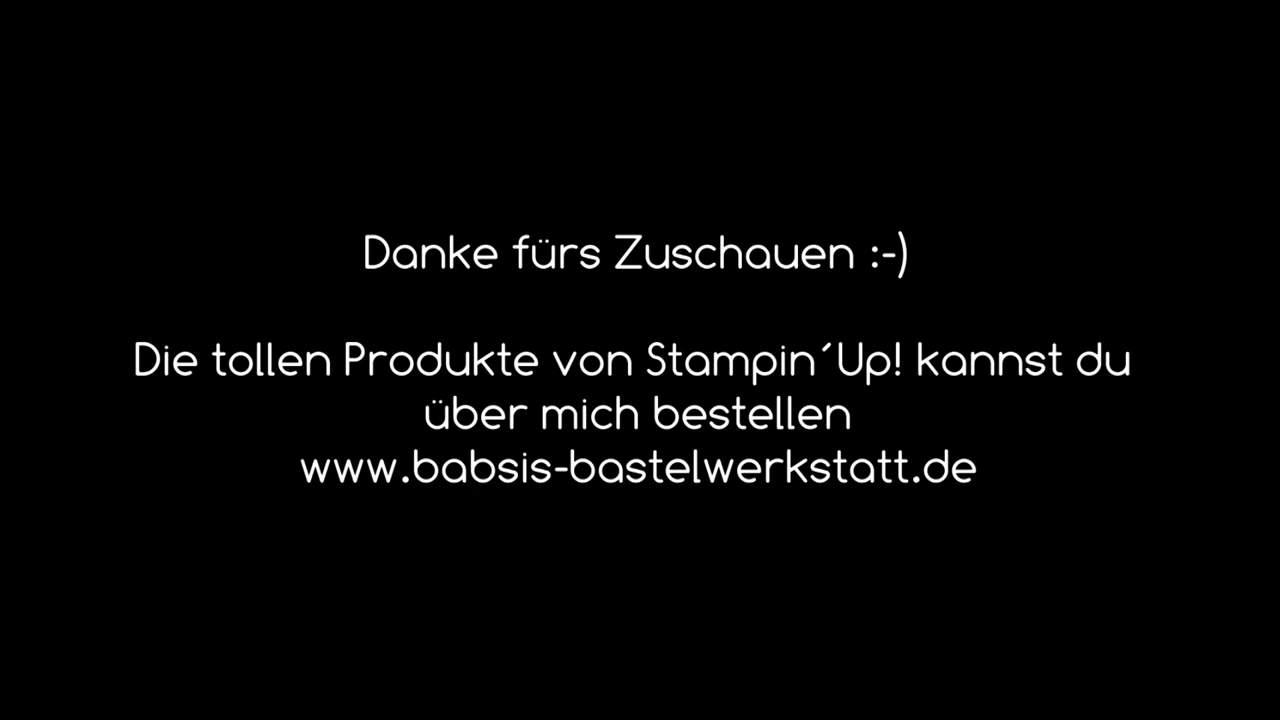 Danke fürs Zuschauen :-)
Die tollen Produkte von Stampin´Up! kannst du
über mich bestellen
www.babsis-bastelwerkstatt.de